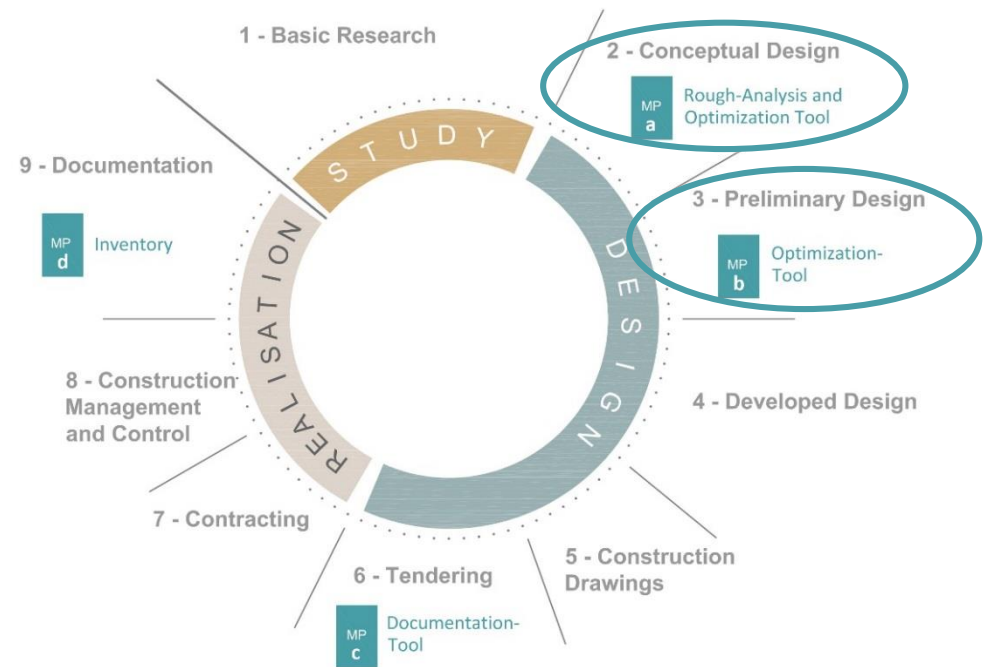 1 - Basic Research
2 - Conceptual Design
MP
a
Rough-Analysis and
Optimization Tool
3 - Preliminary Design
MP
b
Optimization-
Tool
4 - Developed Design
5 - Construction
Drawings
6 - Tendering
MP
c
Documentation-
Tool
7 - Contracting
8 - Construction
Management
and Control
9 - Documentation
MP
d
Inventory
STUDY
DESIGN
REALISATION